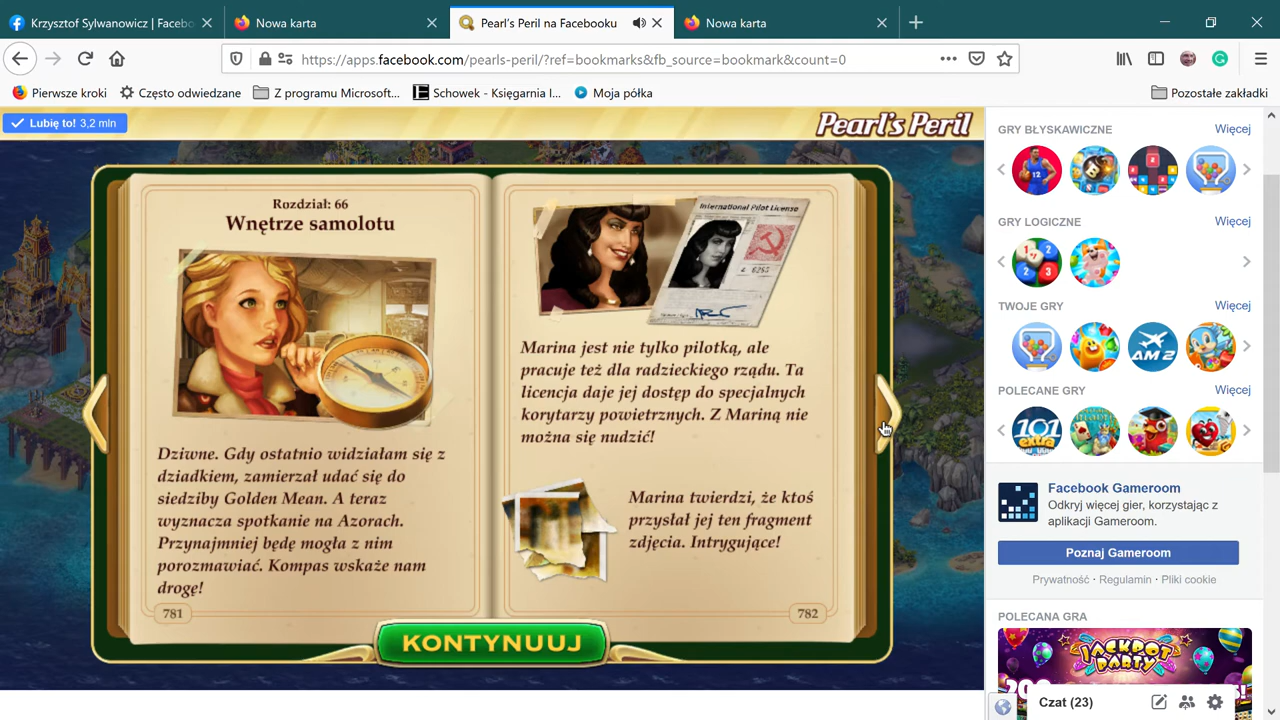 Krzysztof Sylwanowicz | Facebo
Nowa karta
Pearl's Peril na Facebooku
Nowa karta
https://apps.facebook.com/pearls-peril/?ref=bookmarks&fb_source=bookmark&count=0
Pierwsze kroki
Często odwiedzane
Z programu Microsoft...
Schowek - Księgarnia I...
Moja półka
Pozostałe zakładki
Lubię to! 3,2 mln
Pearl's Peril
Rozdział: 66
Wnętrze samolotu
Dziwne. Gdy ostatnio widziałam się z
dziadkiem, zamierzał udać się do
siedziby Golden Mean. A teraz
wyznacza spotkanie na Azorach.
Przynajmniej będę mogła z nim
porozmawiać. Kompas wskaże nam
drogę!
781
International Pilot License
6285
Marina jest nie tylko pilotką, ale
pracuje też dla radzieckiego rządu. Ta
licencja daje jej dostęp do specjalnych
korytarzy powietrznych. Z Mariną nie
można się nudzić!
Marina twierdzi, że ktoś
przysłał jej ten fragment
zdjęcia. Intrygujące!
782
KONTYNUUJ
GRY BŁYSKAWICZNE
Więcej
12
GRY LOGICZNE
Więcej
TWOJE GRY
Więcej
AM 2
POLECANE GRY
Więcej
101
extra
Facebook Gameroom
Odkryj więcej gier, korzystając z
aplikacji Gameroom.
Poznaj Gameroom
Prywatność · Regulamin · Pliki cookie
POLECANA GRA
JACKPOT
PARTY
Czat (23)